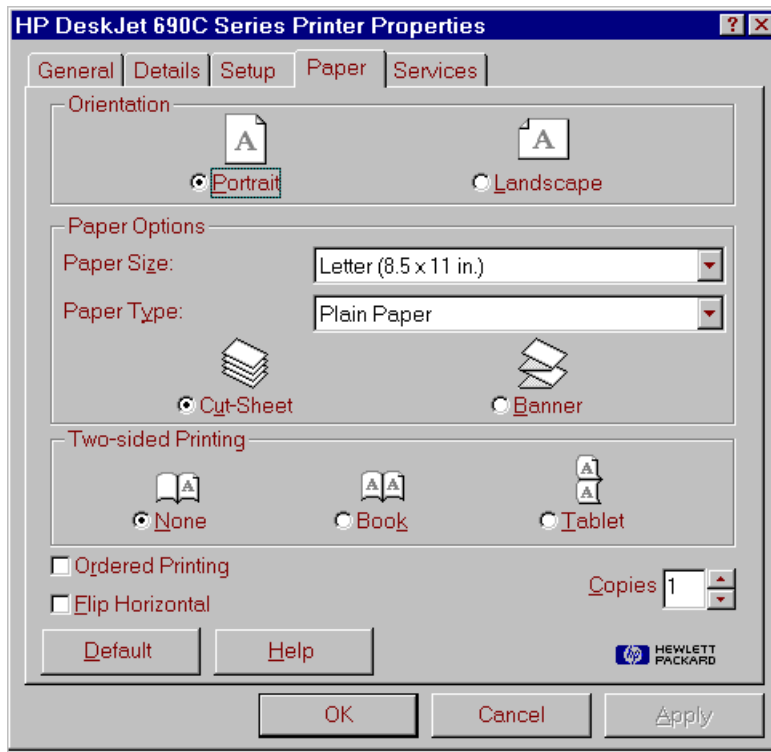 HP DeskJet 690C Series Printer Properties ? X
General Details Setup Paper Services
Orientation
A A
Portrait Landscape
Paper Options
Paper Size: Letter (8.5 x 11 in.)
Paper Type: Plain Paper
Cut-Sheet Banner
Two-sided Printing
A A A A A
None Book Tablet
Ordered Printing
Flip Horizontal
Copies 1
Default Help
hp HEWLETT
PACKARD
OK Cancel Apply